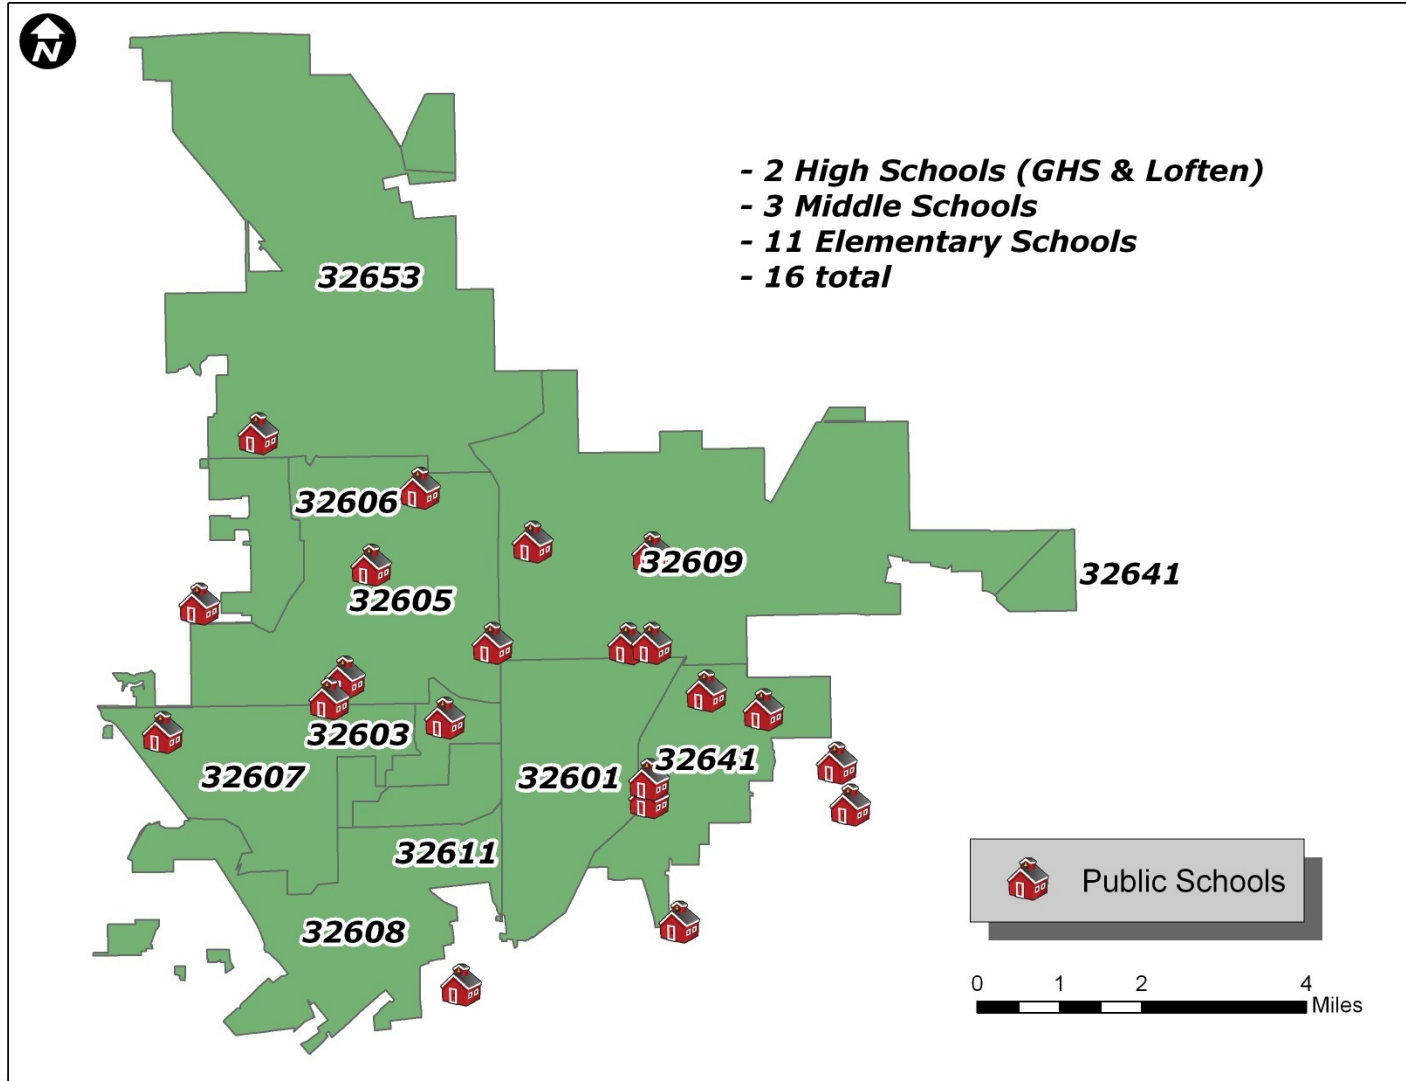 N
- 2 High Schools (GHS & Loften)
- 3 Middle Schools
- 11 Elementary Schools
- 16 total
32653
32606
32609
32641
32605
32603
32607
32601
32641
32611
32608
Public Schools
0 1 2 4
Miles